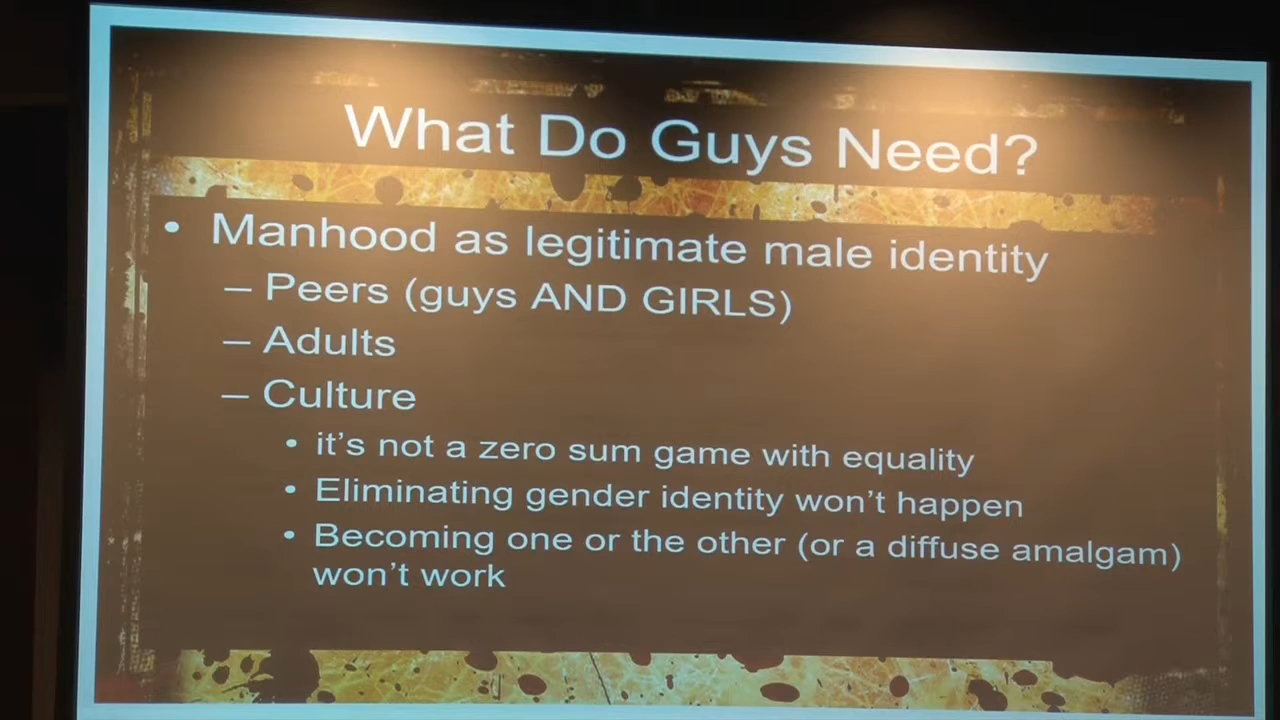 What Do Guys Need?
• Manhood as legitimate male identity
– Peers (guys AND GIRLS)
– Adults
– Culture
• it's not a zero sum game with equality
• Eliminating gender identity won't happen
• Becoming one or the other (or a diffuse amalgam)
won't work